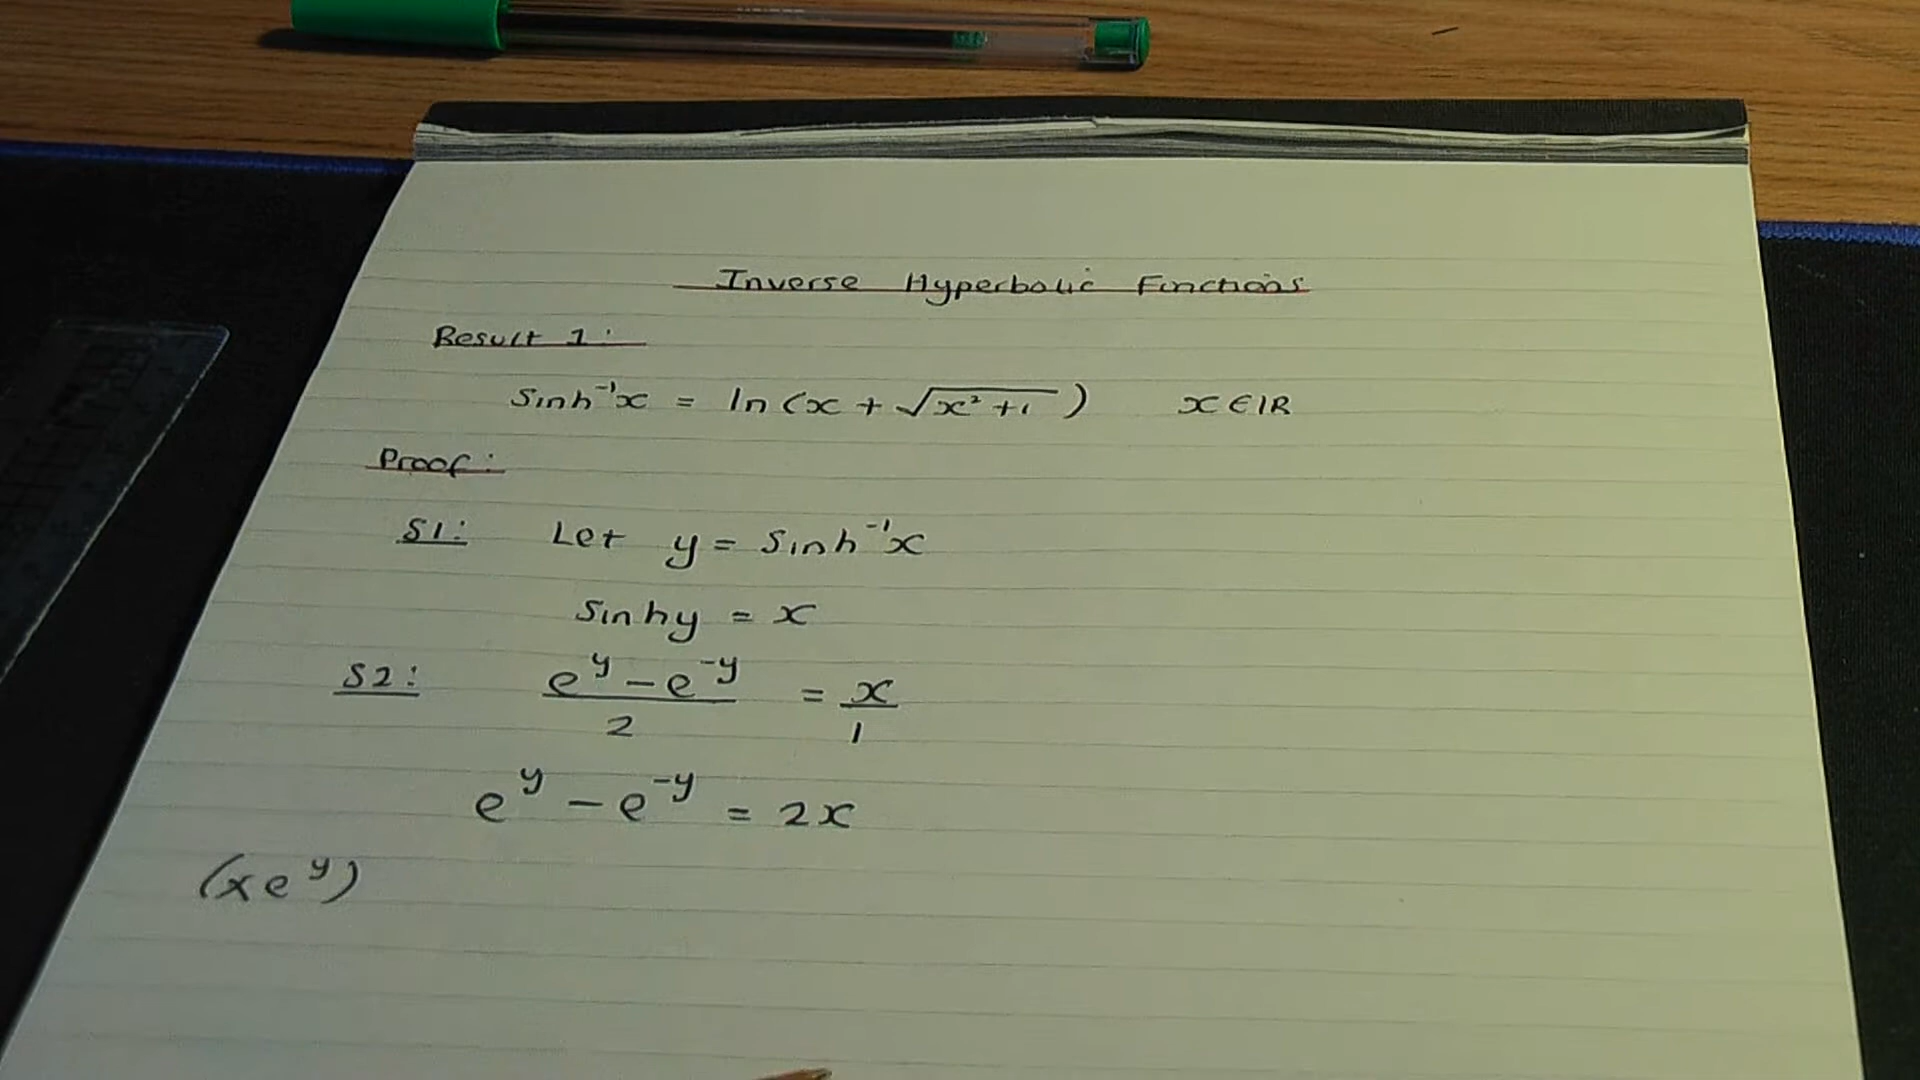 Inverse Hyperbolic Functions
Result 1:
sinh⁻¹x = ln(x + √(x² + 1)) x ∈ ℝ
Proof:
S1: Let y = sinh⁻¹x
sinhy = x
S2: (e^y - e^-y)/2 = x/1
e^y - e^-y = 2x
(×e^y)